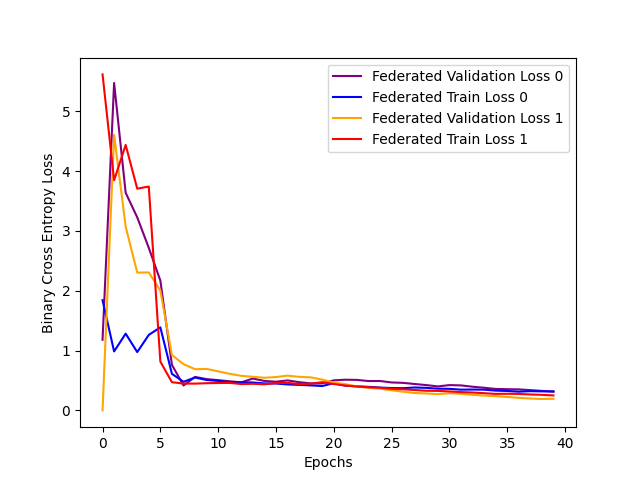 Federated Validation Loss 0
Federated Train Loss 0
Federated Validation Loss 1
Federated Train Loss 1
Binary Cross Entropy Loss
5
4
3
2
1
0
0 5 10 15 20 25 30 35 40
Epochs